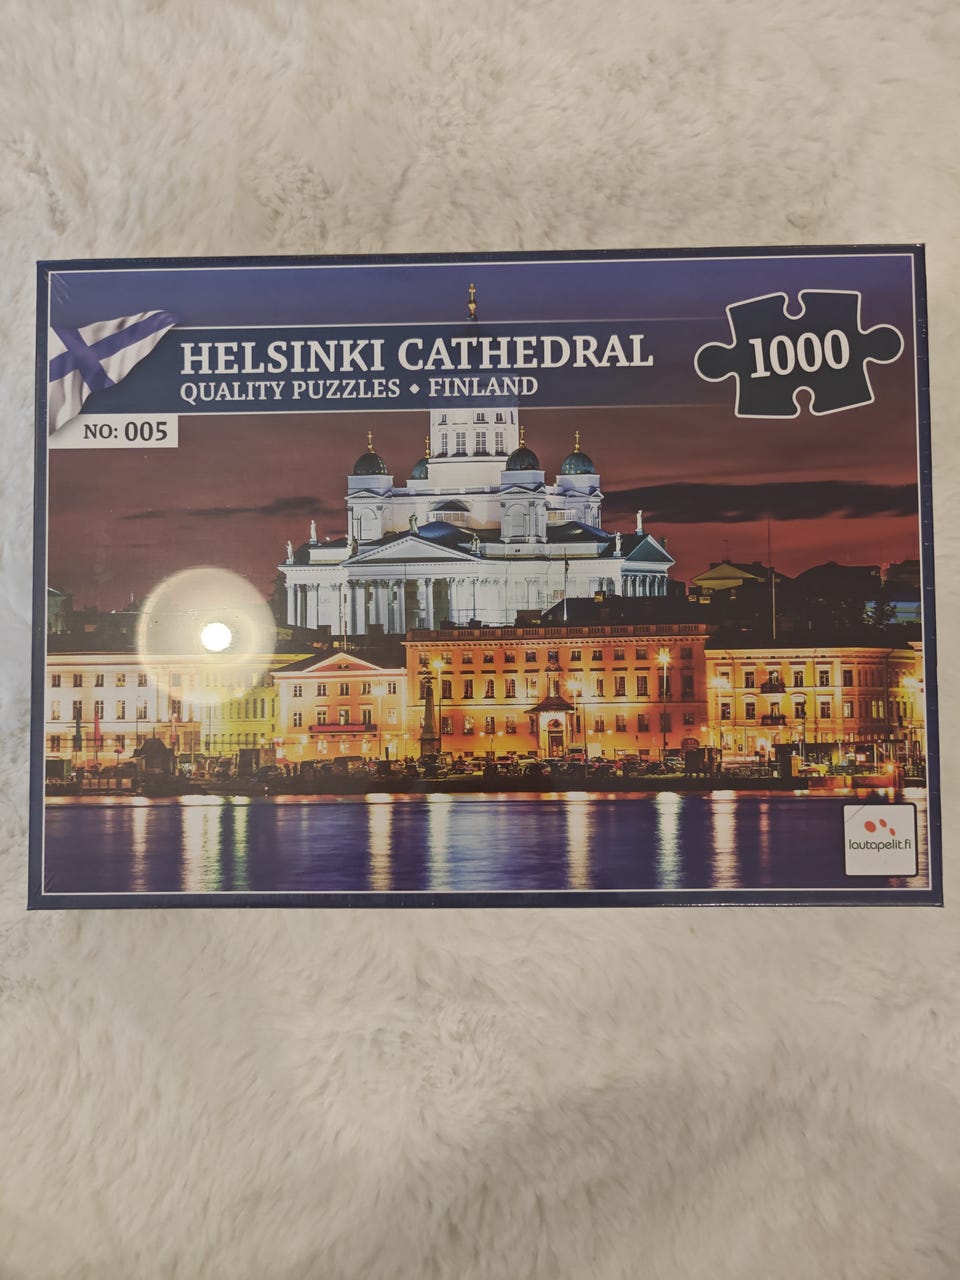 HELSINKI CATHEDRAL
QUALITY PUZZLES • FINLAND
1000
NO: 005
lautapelit.fi